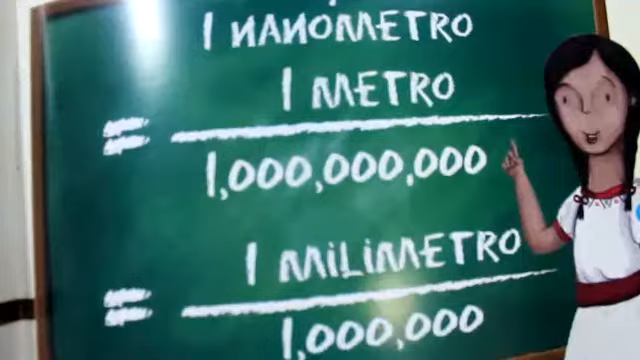 1 NANOMETRO
= 1 METRO
1,000,000,000
= 1 MILIMETRO
1,000,000